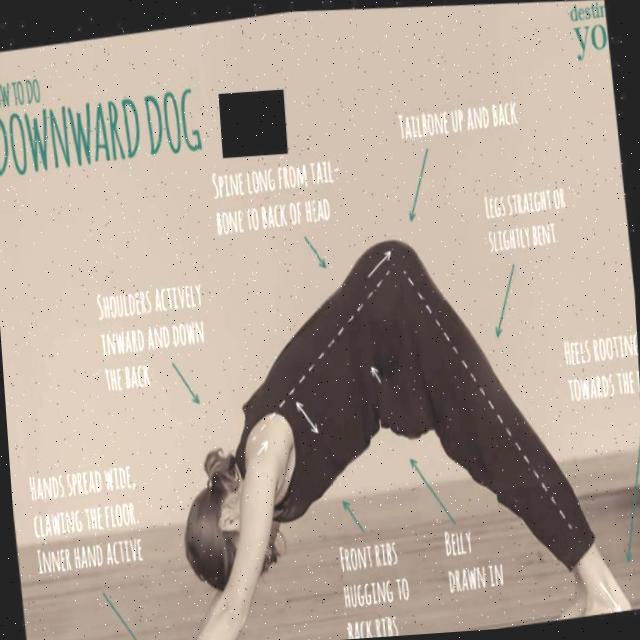 HOW TO DO
DOWNWARD DOG
yo
TAILBONE UP AND BACK
SPINE LONG FROM TAIL-
BONE TO BACK OF HEAD
LEGS STRAIGHT OR
SLIGHTLY BENT
SHOULDERS ACTIVELY
INWARD AND DOWN
THE BACK
HEELS ROOTING
TOWARDS THE
HANDS SPREAD WIDE,
CLAWING THE FLOOR.
INNER HAND ACTIVE
FRONT RIBS
HUGGING TO
BACK RIBS
BELLY
DRAWN IN